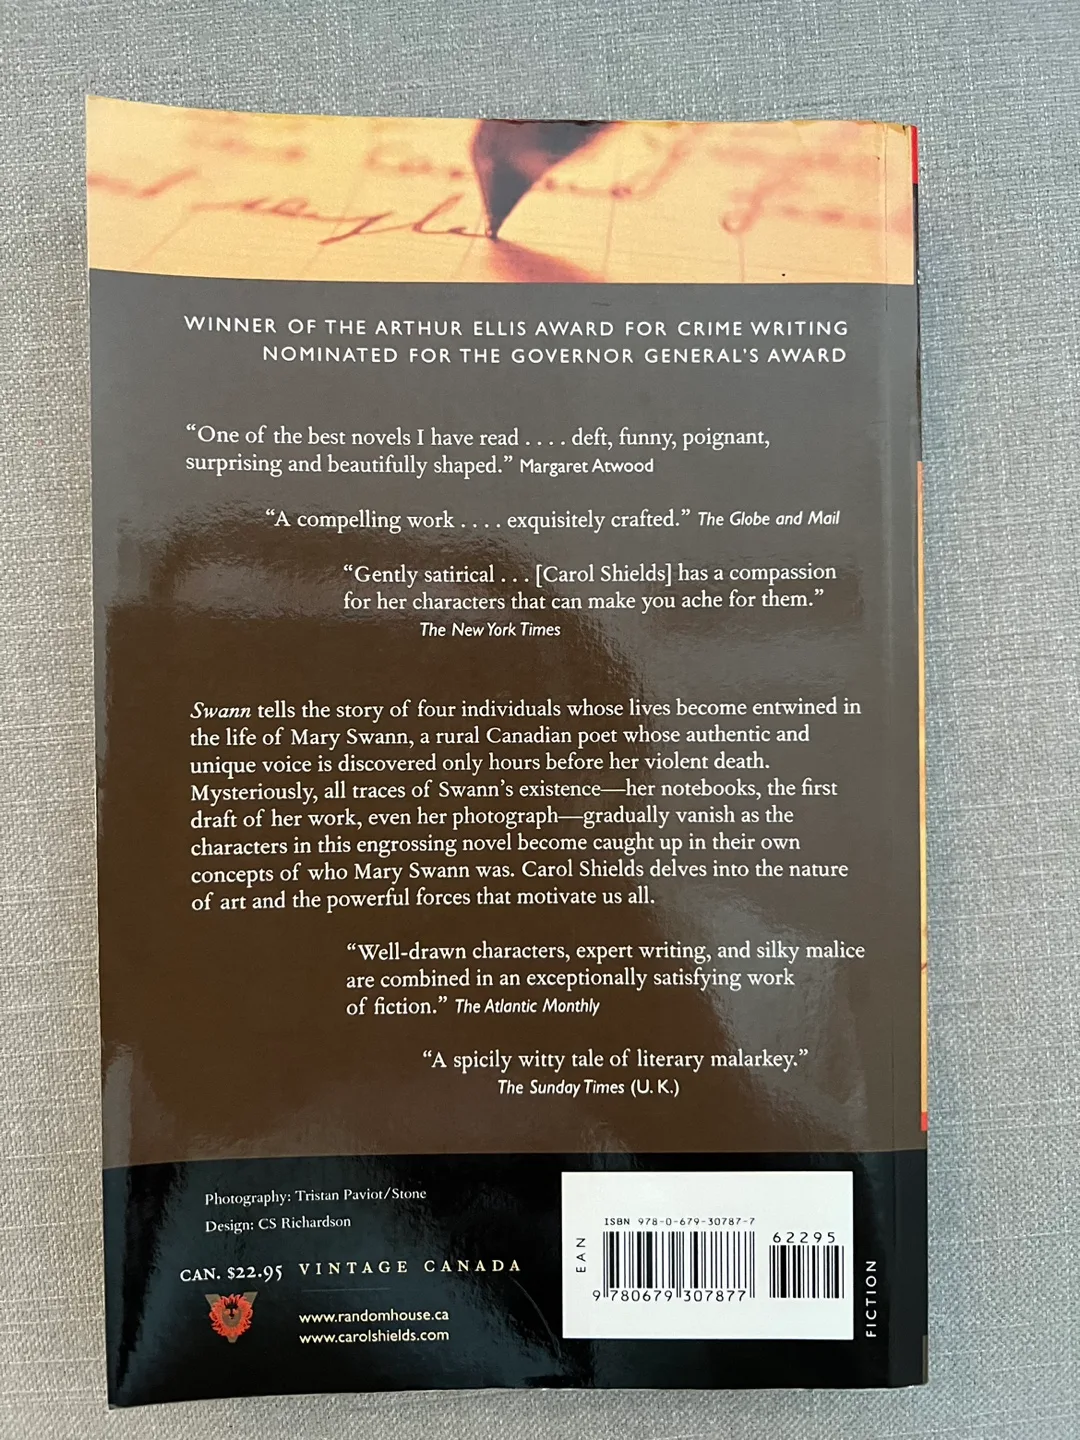 WINNER OF THE ARTHUR ELLIS AWARD FOR CRIME WRITING
NOMINATED FOR THE GOVERNOR GENERAL'S AWARD
“One of the best novels I have read . . . . deft, funny, poignant,
surprising and beautifully shaped.” Margaret Atwood
“A compelling work . . . . exquisitely crafted.” The Globe and Mail
“Gently satirical . . . [Carol Shields] has a compassion
for her characters that can make you ache for them.”
The New York Times
Swann tells the story of four individuals whose lives become entwined in
the life of Mary Swann, a rural Canadian poet whose authentic and
unique voice is discovered only hours before her violent death.
Mysteriously, all traces of Swann’s existence—her notebooks, the first
draft of her work, even her photograph—gradually vanish as the
characters in this engrossing novel become caught up in their own
concepts of who Mary Swann was. Carol Shields delves into the nature
of art and the powerful forces that motivate us all.
“Well-drawn characters, expert writing, and silky malice
are combined in an exceptionally satisfying work
of fiction.” The Atlantic Monthly
“A spicily witty tale of literary malarkey.”
The Sunday Times (U. K.)
Photography: Tristan Paviot/Stone
Design: CS Richardson
CAN. $22.95 VINTAGE CANADA
www.randomhouse.ca
www.carolshields.com
ISBN 978-0-679-30787-7
62295
EAN
9 780679 307877
FICTION